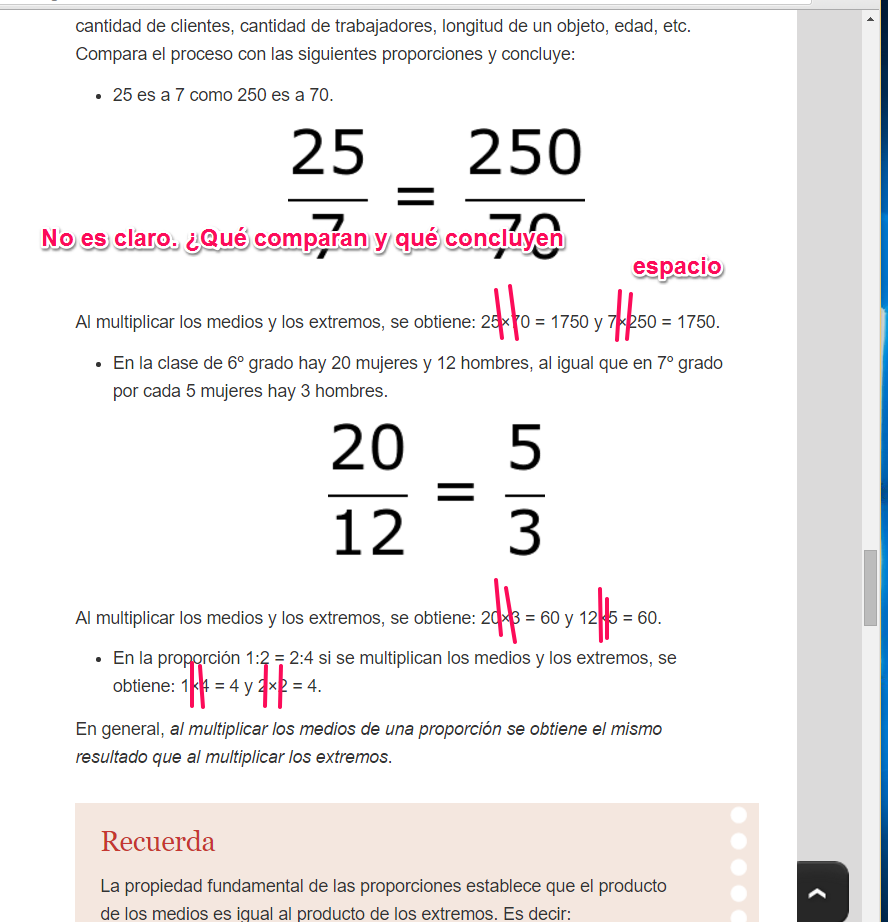 cantidad de clientes, cantidad de trabajadores, longitud de un objeto, edad, etc.
Compara el proceso con las siguientes proporciones y concluye:
• 25 es a 7 como 250 es a 70.
25/7 = 250/70
No es claro. ¿Qué comparan y qué concluyen
espacio
Al multiplicar los medios y los extremos, se obtiene: 25×70 = 1750 y 7×250 = 1750.
• En la clase de 6º grado hay 20 mujeres y 12 hombres, al igual que en 7º grado
por cada 5 mujeres hay 3 hombres.
20/12 = 5/3
Al multiplicar los medios y los extremos, se obtiene: 20×3 = 60 y 12×5 = 60.
• En la proporción 1:2 = 2:4 si se multiplican los medios y los extremos, se
obtiene: 1×4 = 4 y 2×2 = 4.
En general, al multiplicar los medios de una proporción se obtiene el mismo
resultado que al multiplicar los extremos.
Recuerda
La propiedad fundamental de las proporciones establece que el producto
de los medios es igual al producto de los extremos. Es decir: